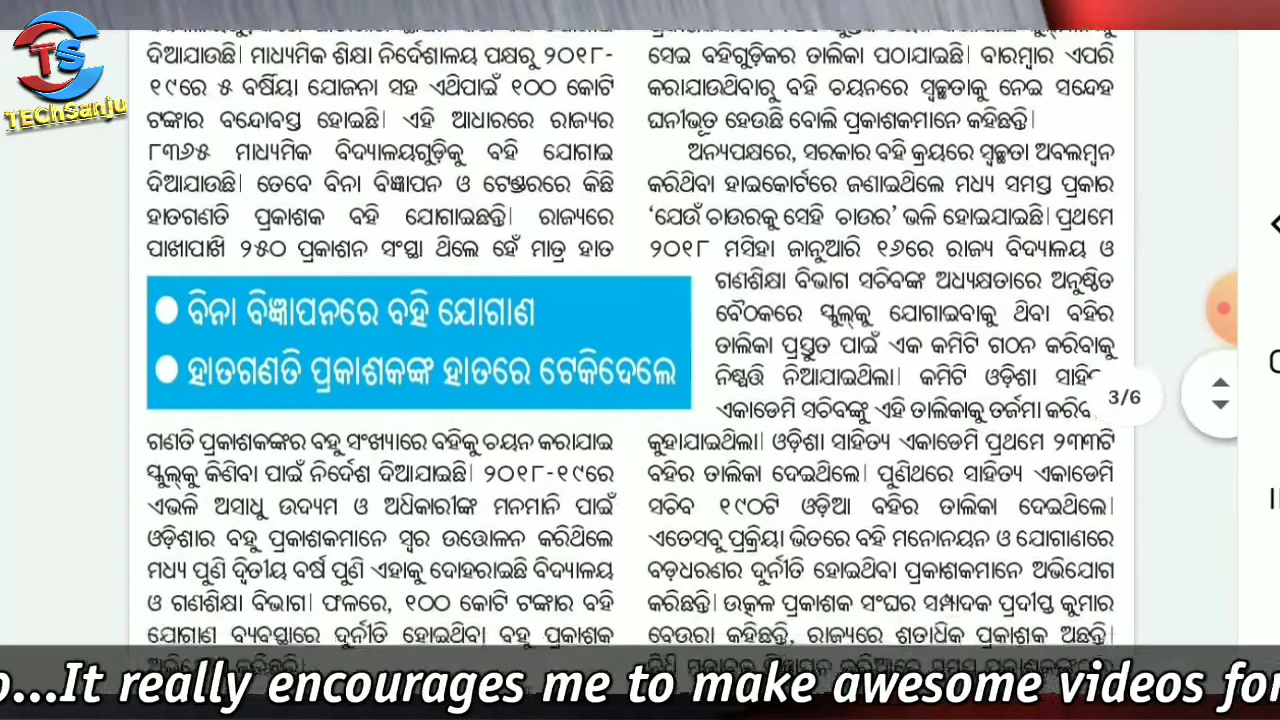 TS
TECHSanju
ଦିଆଯାଉଛି। ମାଧ୍ୟମିକ ଶିକ୍ଷା ନିର୍ଦେଶାଳୟ ପକ୍ଷରୁ ୨୦୧୮-
୧୯ରେ ୫ ବର୍ଷିୟା ଯୋଜନା ସହ ଏଥିପାଇଁ ୧୦୦ କୋଟି
ଟଙ୍କାର ବନ୍ଦୋବସ୍ତ ହୋଇଛି। ଏହି ଆଧାରରେ ରାଜ୍ୟର
୮୩୬୫ ମାଧ୍ୟମିକ ବିଦ୍ୟାଳୟଗୁଡ଼ିକୁ ବହି ଯୋଗାଇ
ଦିଆଯାଉଛି। ତେବେ ବିନା ବିଜ୍ଞାପନ ଓ ଟେଣ୍ଡରରେ କିଛି
ହାତଗଣତି ପ୍ରକାଶକ ବହି ଯୋଗାଇଛନ୍ତି। ରାଜ୍ୟରେ
ପାଖାପାଖି ୨୫୦ ପ୍ରକାଶନ ସଂସ୍ଥା ଥିଲେ ହେଁ ମାତ୍ର ହାତ
● ବିନା ବିଜ୍ଞାପନରେ ବହି ଯୋଗାଣ
● ହାତଗଣତି ପ୍ରକାଶକଙ୍କ ହାତରେ ଟେକିଦେଲେ
ଗଣତି ପ୍ରକାଶକଙ୍କର ବହୁ ସଂଖ୍ୟାରେ ବହିକୁ ଚୟନ କରାଯାଇ
ସ୍କୁଲ୍‌କୁ କିଣିବା ପାଇଁ ନିର୍ଦେଶ ଦିଆଯାଇଛି। ୨୦୧୮-୧୯ରେ
ଏଭଳି ଅସାଧୁ ଉଦ୍ୟମ ଓ ଅଧିକାରୀଙ୍କ ମନମାନି ପାଇଁ
ଓଡ଼ିଶାର ବହୁ ପ୍ରକାଶକମାନେ ସ୍ୱର ଉତ୍ତୋଳନ କରିଥିଲେ
ମଧ୍ୟ ପୁଣି ଦ୍ୱିତୀୟ ବର୍ଷ ପୁଣି ଏହାକୁ ଦୋହରାଇଛି ବିଦ୍ୟାଳୟ
ଓ ଗଣଶିକ୍ଷା ବିଭାଗ। ଫଳରେ, ୧୦୦ କୋଟି ଟଙ୍କାର ବହି
ଯୋଗାଣ ବ୍ୟବସ୍ଥାରେ ଦୁର୍ନୀତି ହୋଇଥିବା ବହୁ ପ୍ରକାଶକ
ସେଇ ବହିଗୁଡ଼ିକର ତାଲିକା ପଠାଯାଇଛି। ବାରମ୍ବାର ଏପରି
କରାଯାଉଥିବାରୁ ବହି ଚୟନରେ ସ୍ୱଚ୍ଛତାକୁ ନେଇ ସନ୍ଦେହ
ଘନୀଭୂତ ହେଉଛି ବୋଲି ପ୍ରକାଶକମାନେ କହିଛନ୍ତି।
ଅନ୍ୟପକ୍ଷରେ, ସରକାର ବହି କ୍ରୟରେ ସ୍ୱଚ୍ଛତା ଅବଲମ୍ବନ
କରିଥିବା ହାଇକୋର୍ଟରେ ଜଣାଇଥିଲେ ମଧ୍ୟ ସମସ୍ତ ପ୍ରକାର
‘ଯେଉଁ ଚାଉରକୁ ସେହି ଚାଉର’ ଭଳି ହୋଇଯାଇଛି। ପ୍ରଥମେ
୨୦୧୮ ମସିହା ଜାନୁଆରି ୧୬ରେ ରାଜ୍ୟ ବିଦ୍ୟାଳୟ ଓ
ଗଣଶିକ୍ଷା ବିଭାଗ ସଚିବଙ୍କ ଅଧ୍ୟକ୍ଷତାରେ ଅନୁଷ୍ଠିତ
ବୈଠକରେ ସ୍କୁଲ୍‌କୁ ଯୋଗାଇବାକୁ ଥିବା ବହିର
ତାଲିକା ପ୍ରସ୍ତୁତ ପାଇଁ ଏକ କମିଟି ଗଠନ କରିବାକୁ
ନିଷ୍ପତ୍ତି ନିଆଯାଇଥିଲା। କମିଟି ଓଡ଼ିଶା
ଏକାଡେମି ସଚିବଙ୍କୁ ଏହି ତାଲିକାକୁ ତର୍ଜମା
କୁହାଯାଇଥିଲା। ଓଡ଼ିଶା ସାହିତ୍ୟ ଏକାଡେମି ପ୍ରଥମେ ୨୩୩ଟି
ବହିର ତାଲିକା ଦେଇଥିଲେ। ପୁଣିଥରେ ସାହିତ୍ୟ ଏକାଡେମି
ସଚିବ ୧୯୦ଟି ଓଡ଼ିଆ ବହିର ତାଲିକା ଦେଇଥିଲେ।
ଏତେସବୁ ପ୍ରକ୍ରିୟା ଭିତରେ ବହି ମନୋନୟନ ଓ ଯୋଗାଣରେ
ବଡ଼ଧରଣର ଦୁର୍ନୀତି ହୋଇଥିବା ପ୍ରକାଶକମାନେ ଅଭିଯୋଗ
କରିଛନ୍ତି। ଉତ୍କଳ ପ୍ରକାଶକ ସଂଘର ସମ୍ପାଦକ ପ୍ରଦୀପ୍ତ କୁମାର
ବେଉରା କହିଛନ୍ତି, ରାଜ୍ୟରେ ଶତାଧିକ ପ୍ରକାଶକ ଅଛନ୍ତି।
3/6
o...It really encourages me to make awesome videos for